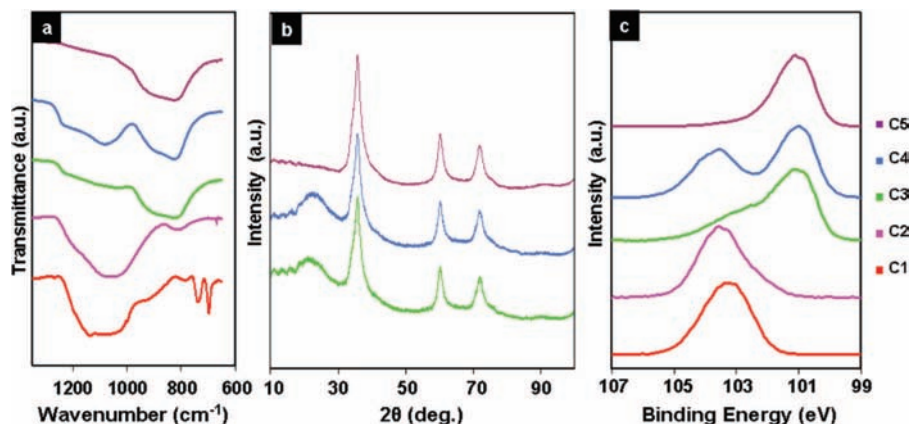 a
b
c
Transmittance (a.u.)
1200 1000 800 600
Wavenumber (cm-1)
Intensity (a.u.)
10 30 50 70 90
2θ (deg.)
Intensity (a.u.)
107 105 103 101 99
Binding Energy (eV)
C5
C4
C3
C2
C1